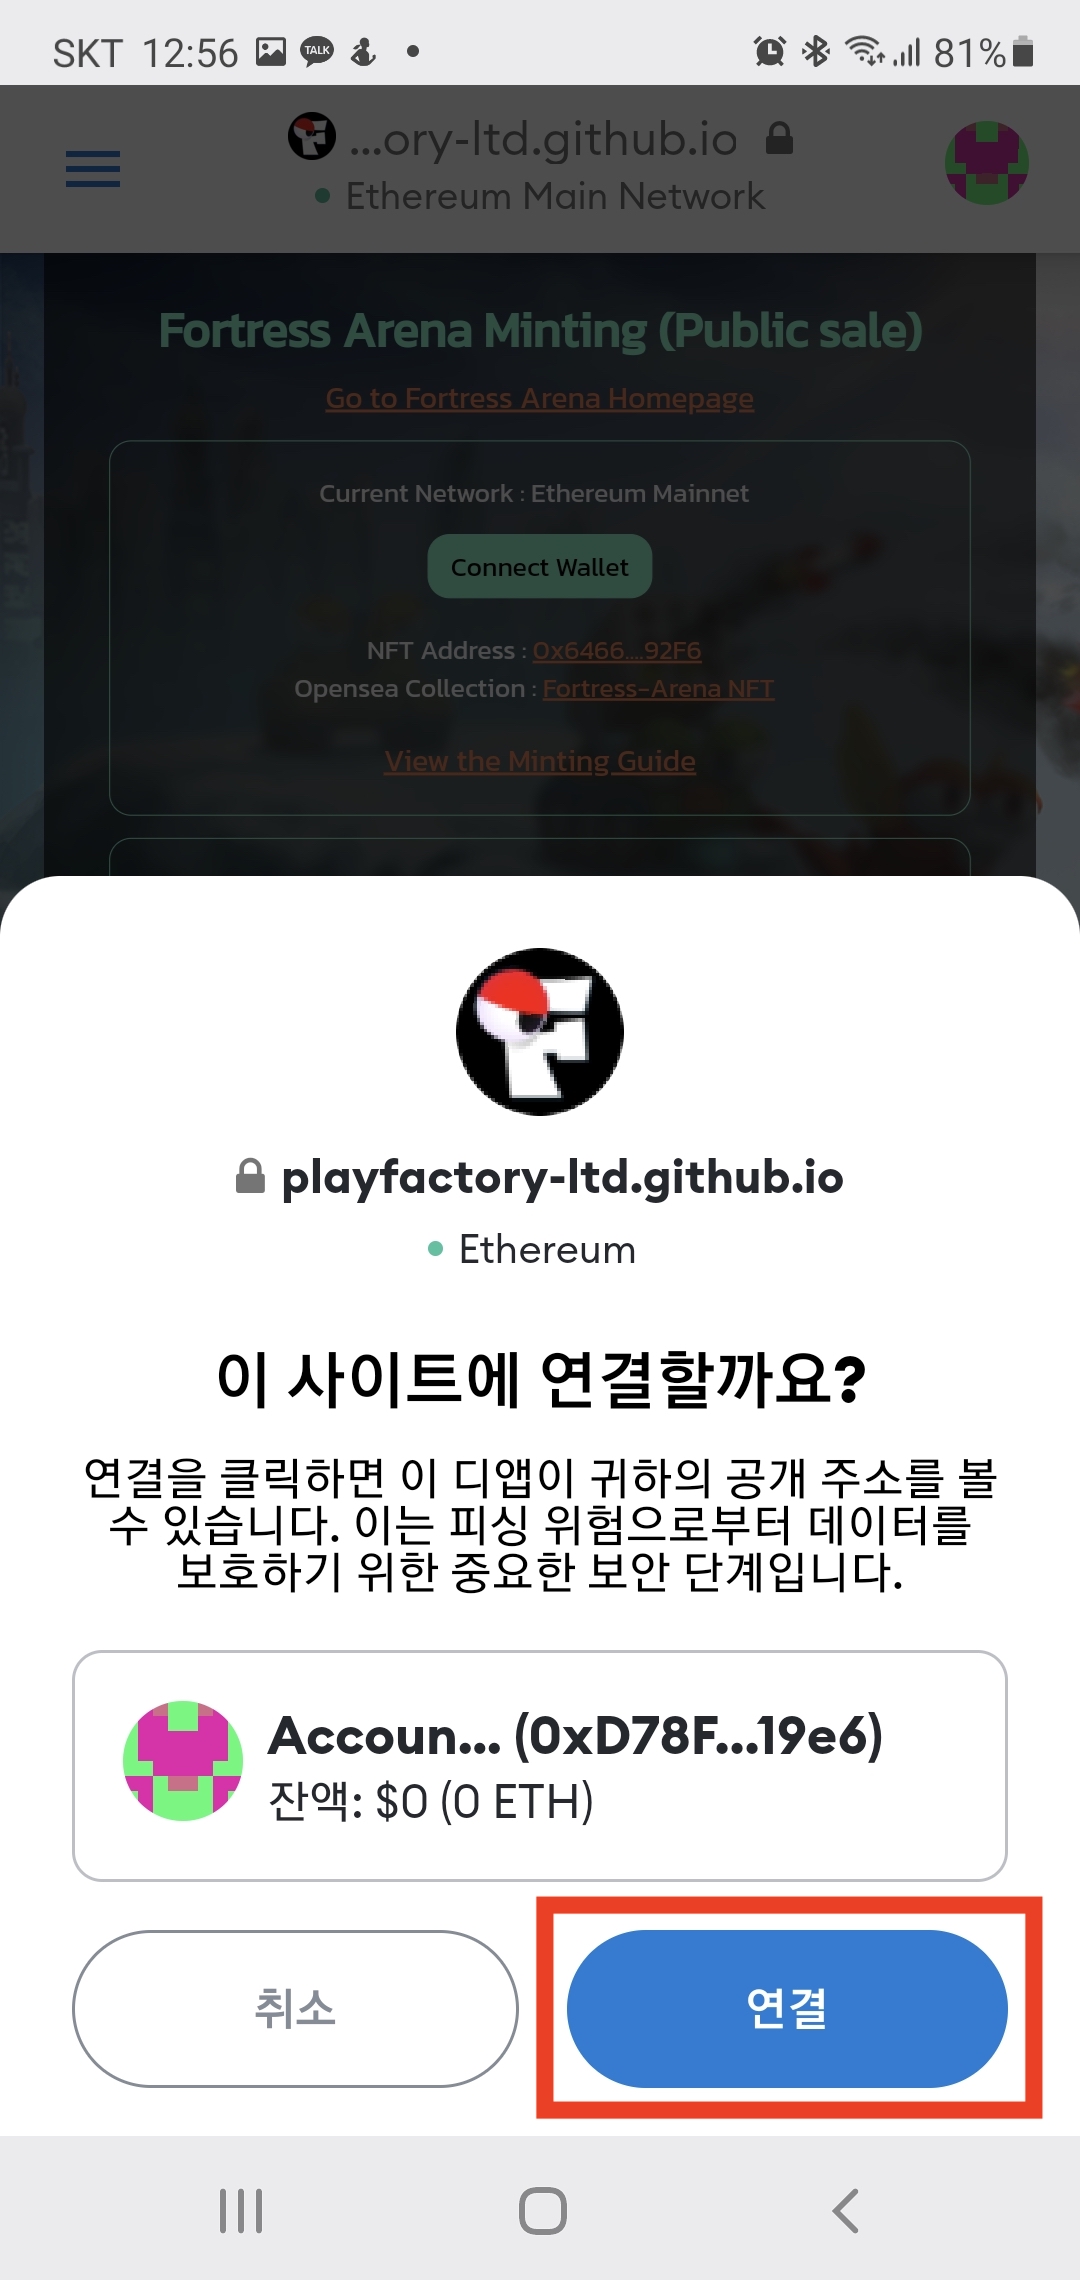 SKT 12:56 TALK 81%
...ory-ltd.github.io
Ethereum Main Network
Fortress Arena Minting (Public sale)
Go to Fortress Arena Homepage
Current Network : Ethereum Mainnet
Connect Wallet
NFT Address : 0x6466....92F6
Opensea Collection : Fortress-Arena NFT
View the Minting Guide
playfactory-ltd.github.io
Ethereum
이 사이트에 연결할까요?
연결을 클릭하면 이 디앱이 귀하의 공개 주소를 볼
수 있습니다. 이는 피싱 위험으로부터 데이터를
보호하기 위한 중요한 보안 단계입니다.
Accoun... (0xD78F...19e6)
잔액: $0 (0 ETH)
취소
연결